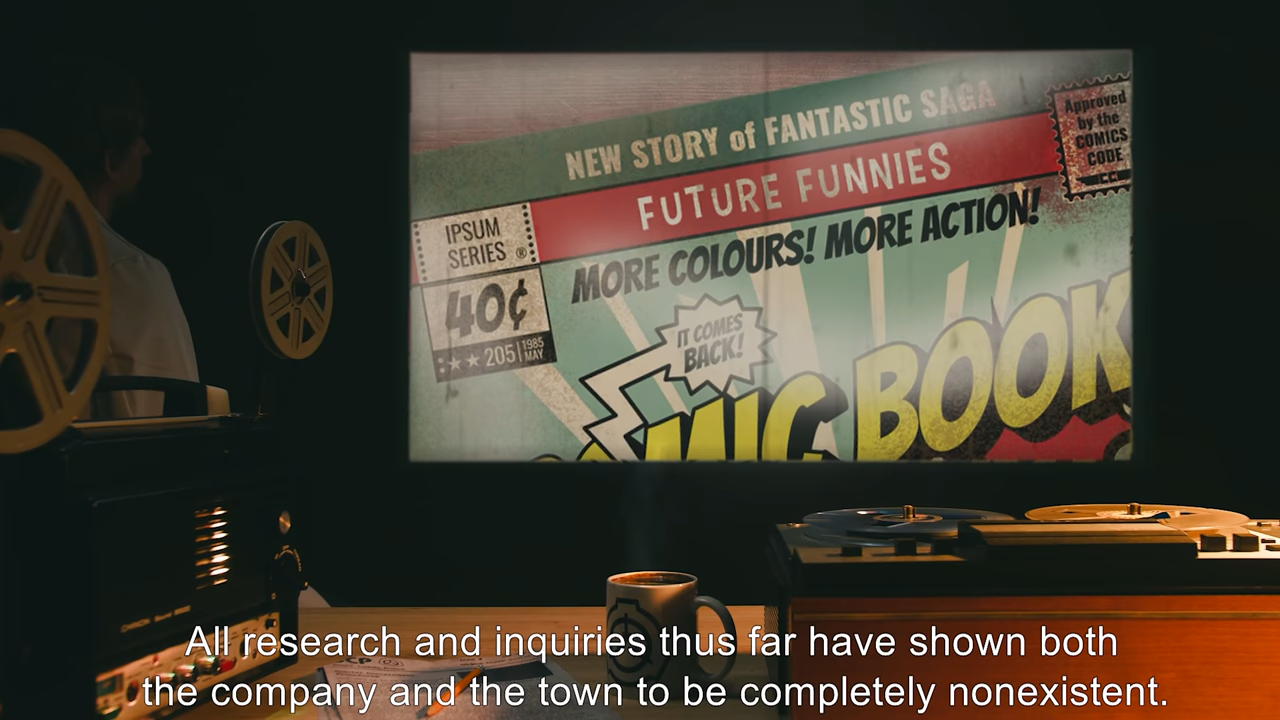 NEW STORY of FANTASTIC SAGA
FUTURE FUNNIES
Approved
by the
COMICS
CODE
IPSUM
SERIES ®
MORE COLOURS! MORE ACTION!
40¢
205 1985
MAY
IT COMES
BACK!
COMIC BOOK
All research and inquiries thus far have shown both
the company and the town to be completely nonexistent.